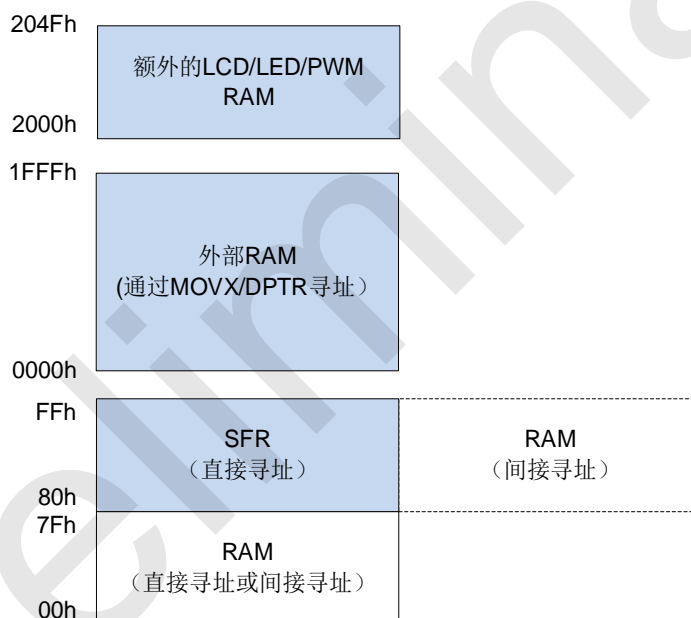 204Fh
额外的LCD/LED/PWM
RAM
2000h
1FFFh
外部RAM
(通过MOVX/DPTR寻址）
0000h
FFh
SFR
（直接寻址）
RAM
（间接寻址）
80h
7Fh
RAM
（直接寻址或间接寻址）
00h
elimina